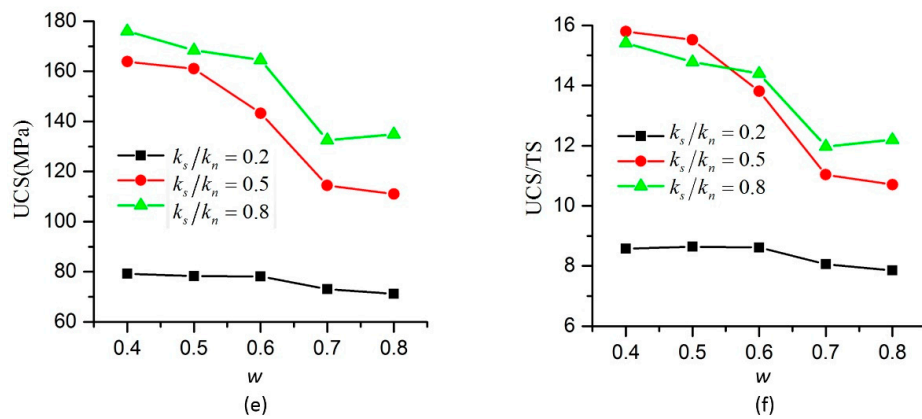 180
160
140
120
100
80
60
UCS(MPa)
k_s/k_n = 0.2
k_s/k_n = 0.5
k_s/k_n = 0.8
0.4 0.5 0.6 0.7 0.8
w
(e)
16
14
12
10
8
6
UCS/TS
k_s/k_n = 0.2
k_s/k_n = 0.5
k_s/k_n = 0.8
0.4 0.5 0.6 0.7 0.8
w
(f)